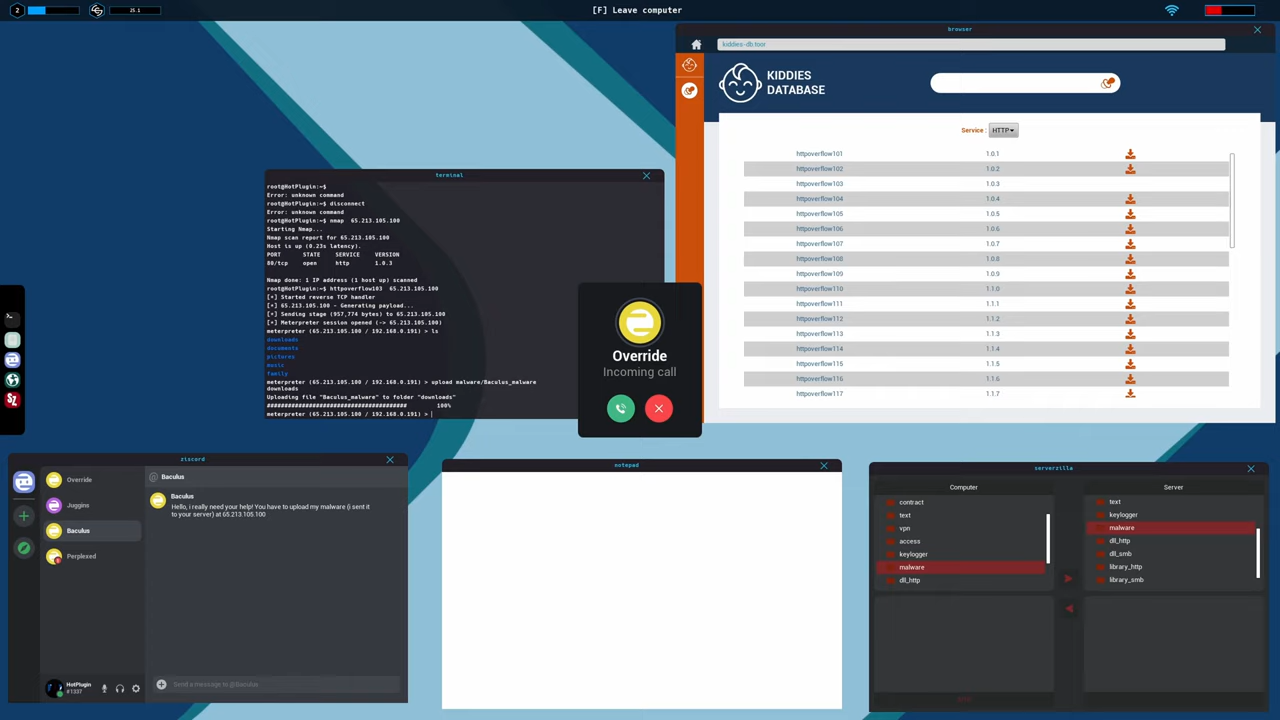 2
25.1
[F] Leave computer
browser
kiddies-db.toor
KIDDIES
DATABASE
Service :
HTTP
httpoverflow101 1.0.1
httpoverflow102 1.0.2
httpoverflow103 1.0.3
httpoverflow104 1.0.4
httpoverflow105 1.0.5
httpoverflow106 1.0.6
httpoverflow107 1.0.7
httpoverflow108 1.0.8
httpoverflow109 1.0.9
httpoverflow110 1.1.0
httpoverflow111 1.1.1
httpoverflow112 1.1.2
httpoverflow113 1.1.3
httpoverflow114 1.1.4
httpoverflow115 1.1.5
httpoverflow116 1.1.6
httpoverflow117 1.1.7
terminal
root@HotPlugin:~$
Error: unknown command
root@HotPlugin:~$ disconnect
Error: unknown command
root@HotPlugin:~$ nmap 65.213.105.100
Starting Nmap...
Nmap scan report for 65.213.105.100
Host is up (0.23s latency).
PORT STATE SERVICE VERSION
80/tcp open http 1.0.3
Nmap done: 1 IP address (1 host up) scanned
root@HotPlugin:~$ httpoverflow103 65.213.105.100
[*] Started reverse TCP handler
[*] 65.213.105.100 - Generating payload...
[*] Sending stage (957,774 bytes) to 65.213.105.100
[*] Meterpreter session opened (-> 65.213.105.100)
meterpreter (65.213.105.100 / 192.168.0.191) > ls
downloads
documents
pictures
music
family
meterpreter (65.213.105.100 / 192.168.0.191) > upload malware/Baculus_malware
downloads
Uploading file "Baculus_malware" to folder "downloads"
###################################### 100%
meterpreter (65.213.105.100 / 192.168.0.191) >
Override
Incoming call
ziscord
Override
Juggins
Baculus
Perplexed
HotPlugin
#1337
@ Baculus
Baculus
Hello, i really need your help! You have to upload my malware (i sent it
to your server) at 65.213.105.100
Send a message to @Baculus
notepad
serverzilla
Computer
contract
text
vpn
access
keylogger
malware
dll_http
Server
text
keylogger
malware
dll_http
dll_smb
library_http
library_smb